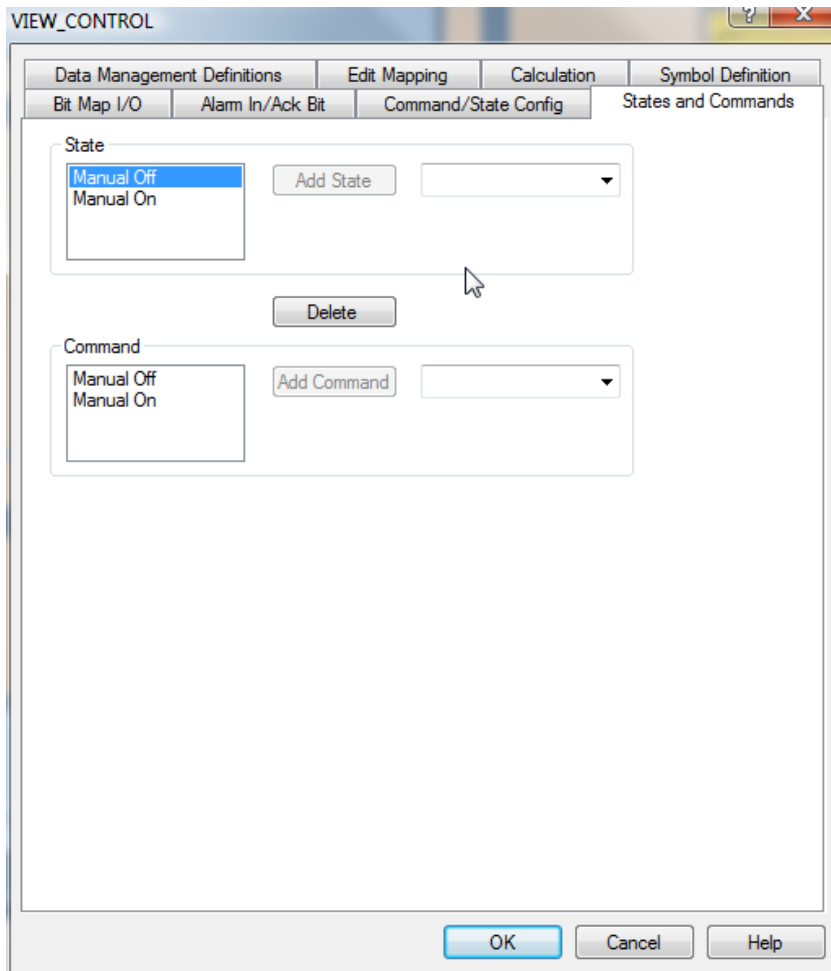 VIEW_CONTROL
?
X
Data Management Definitions Edit Mapping Calculation Symbol Definition
Bit Map I/O Alarm In/Ack Bit Command/State Config States and Commands
State
Manual Off Add State
Manual On
Delete
Command
Manual Off Add Command
Manual On
OK Cancel Help